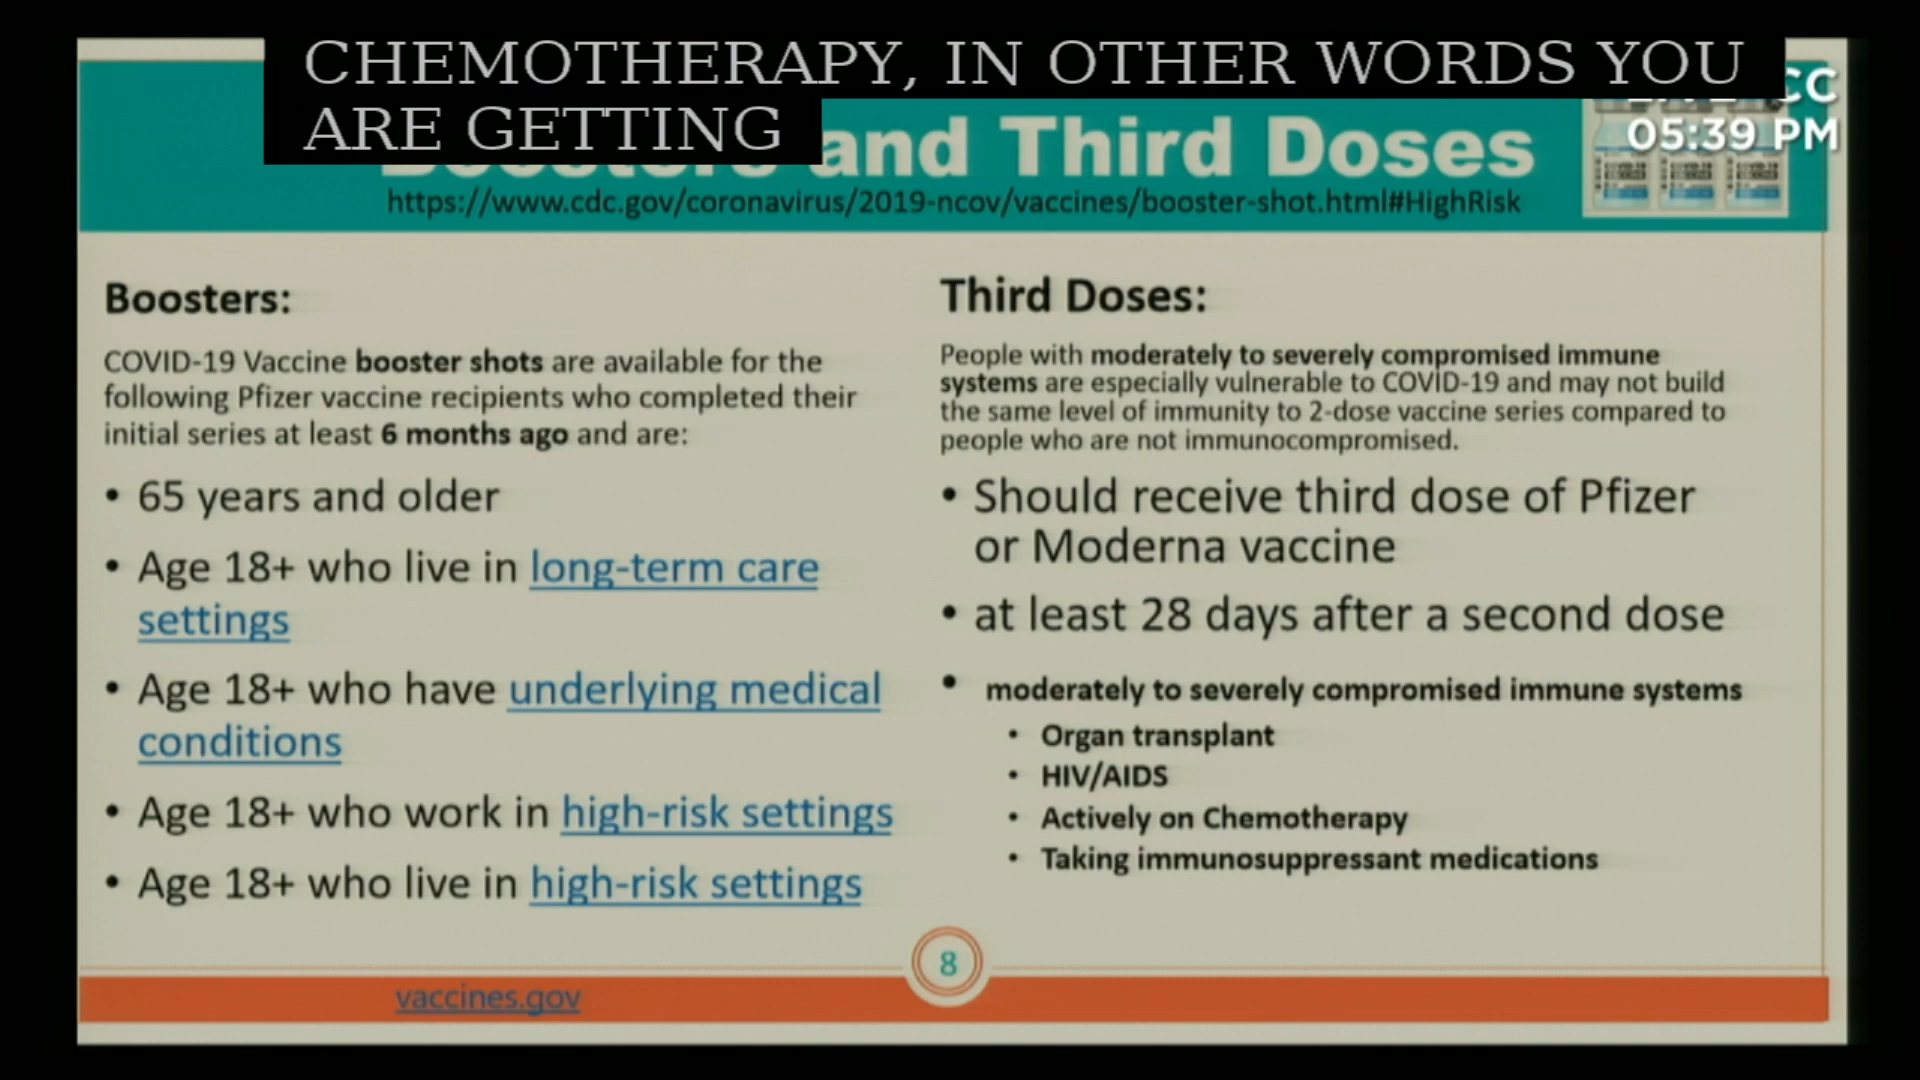 CHEMOTHERAPY, IN OTHER WORDS YOU
ARE GETTING
CC
05:39 PM
and Third Doses
https://www.cdc.gov/coronavirus/2019-ncov/vaccines/booster-shot.html#HighRisk
Boosters:
COVID-19 Vaccine booster shots are available for the
following Pfizer vaccine recipients who completed their
initial series at least 6 months ago and are:
• 65 years and older
• Age 18+ who live in long-term care
settings
• Age 18+ who have underlying medical
conditions
• Age 18+ who work in high-risk settings
• Age 18+ who live in high-risk settings
Third Doses:
People with moderately to severely compromised immune
systems are especially vulnerable to COVID-19 and may not build
the same level of immunity to 2-dose vaccine series compared to
people who are not immunocompromised.
• Should receive third dose of Pfizer
or Moderna vaccine
• at least 28 days after a second dose
• moderately to severely compromised immune systems
• Organ transplant
• HIV/AIDS
• Actively on Chemotherapy
• Taking immunosuppressant medications
8
vaccines.gov